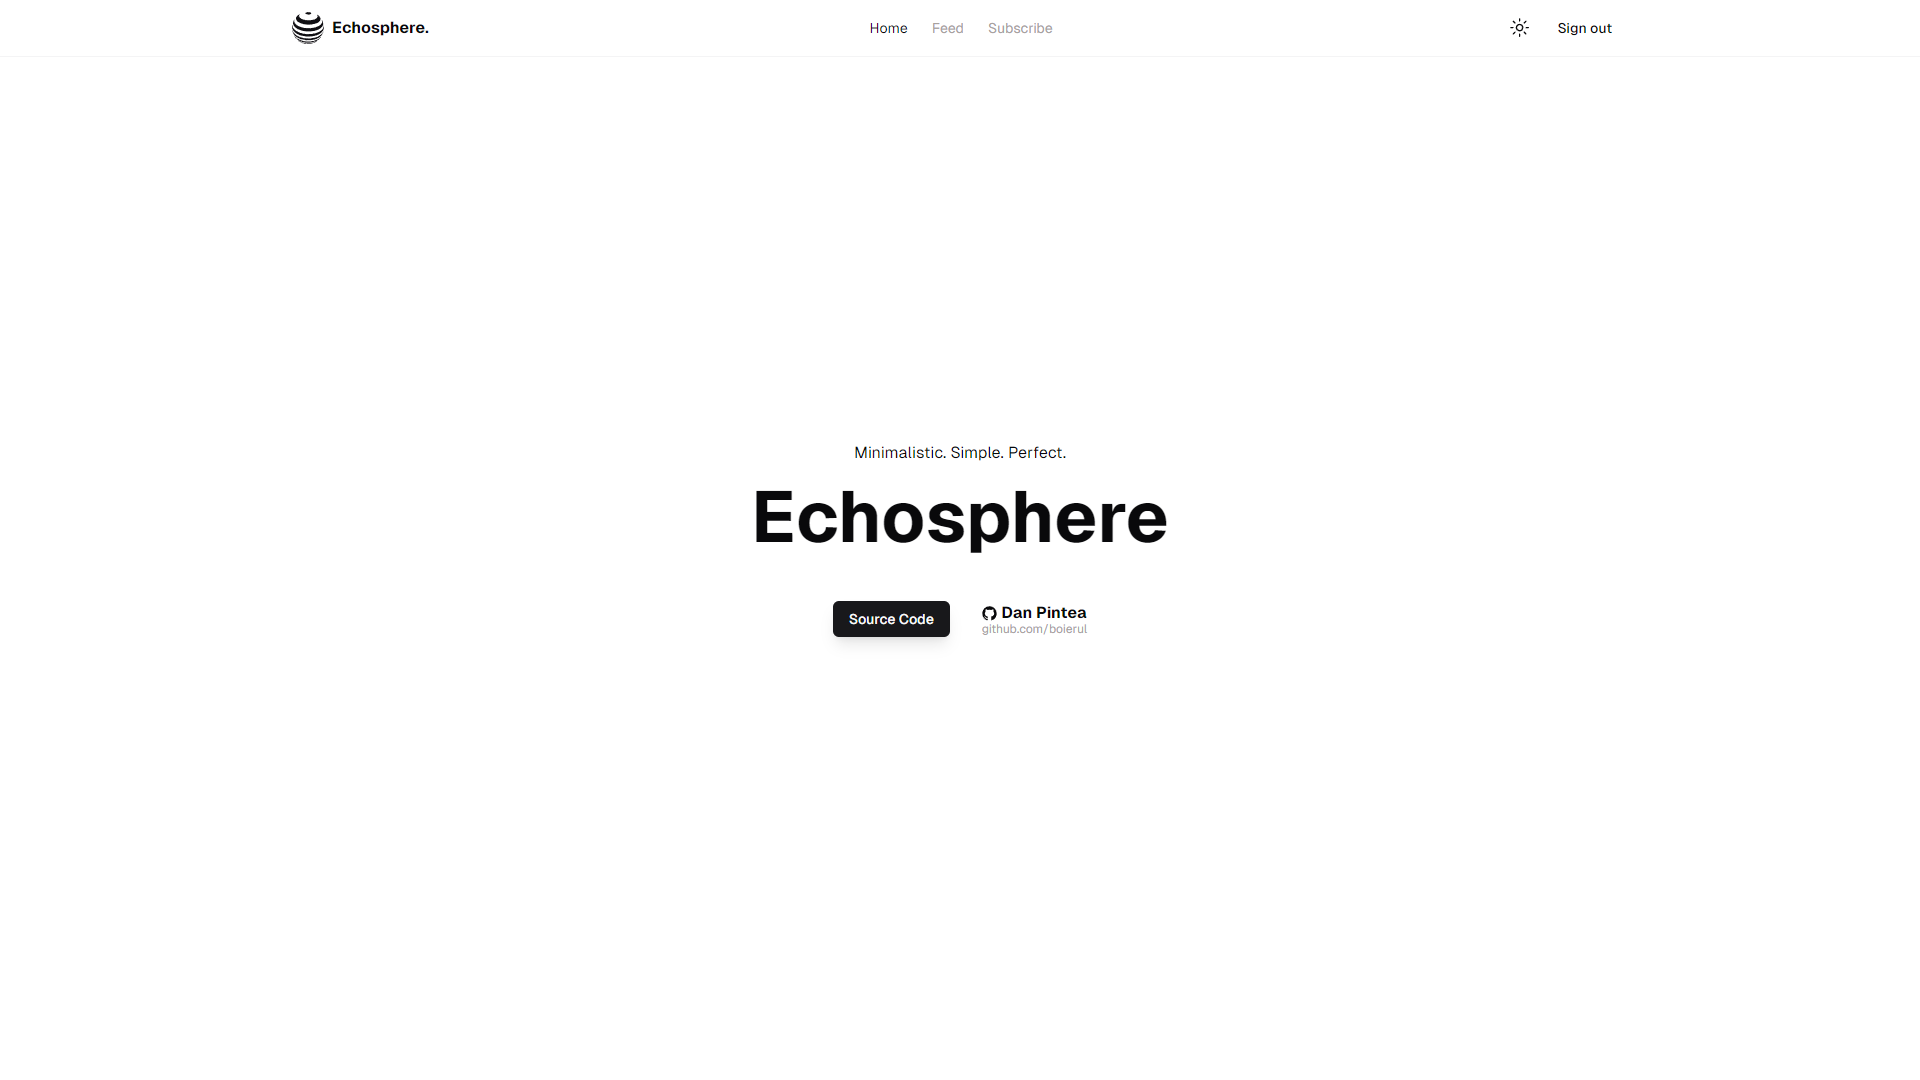 Echosphere.
Home Feed Subscribe
Sign out
Minimalistic. Simple. Perfect.
Echosphere
Source Code
Dan Pintea
github.com/boierul